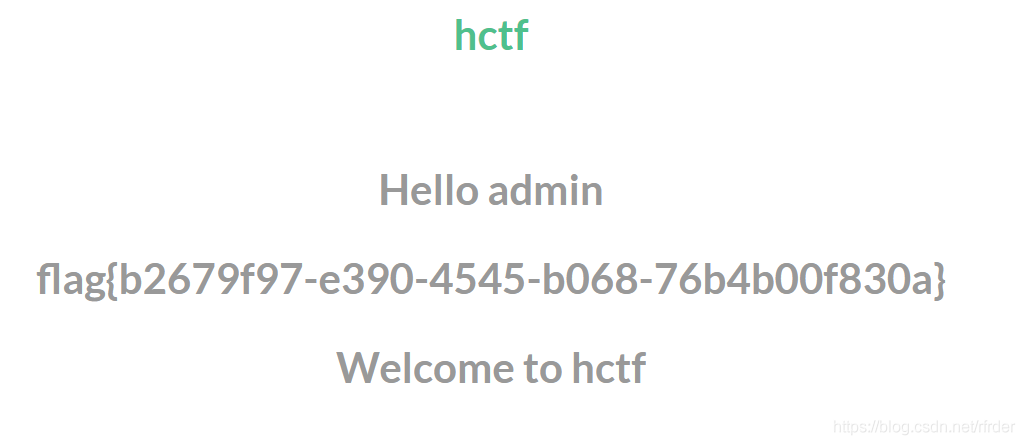 hctf
Hello admin
flag{b2679f97-e390-4545-b068-76b4b00f830a}
Welcome to hctf
https://blog.csdn.net/rfrder